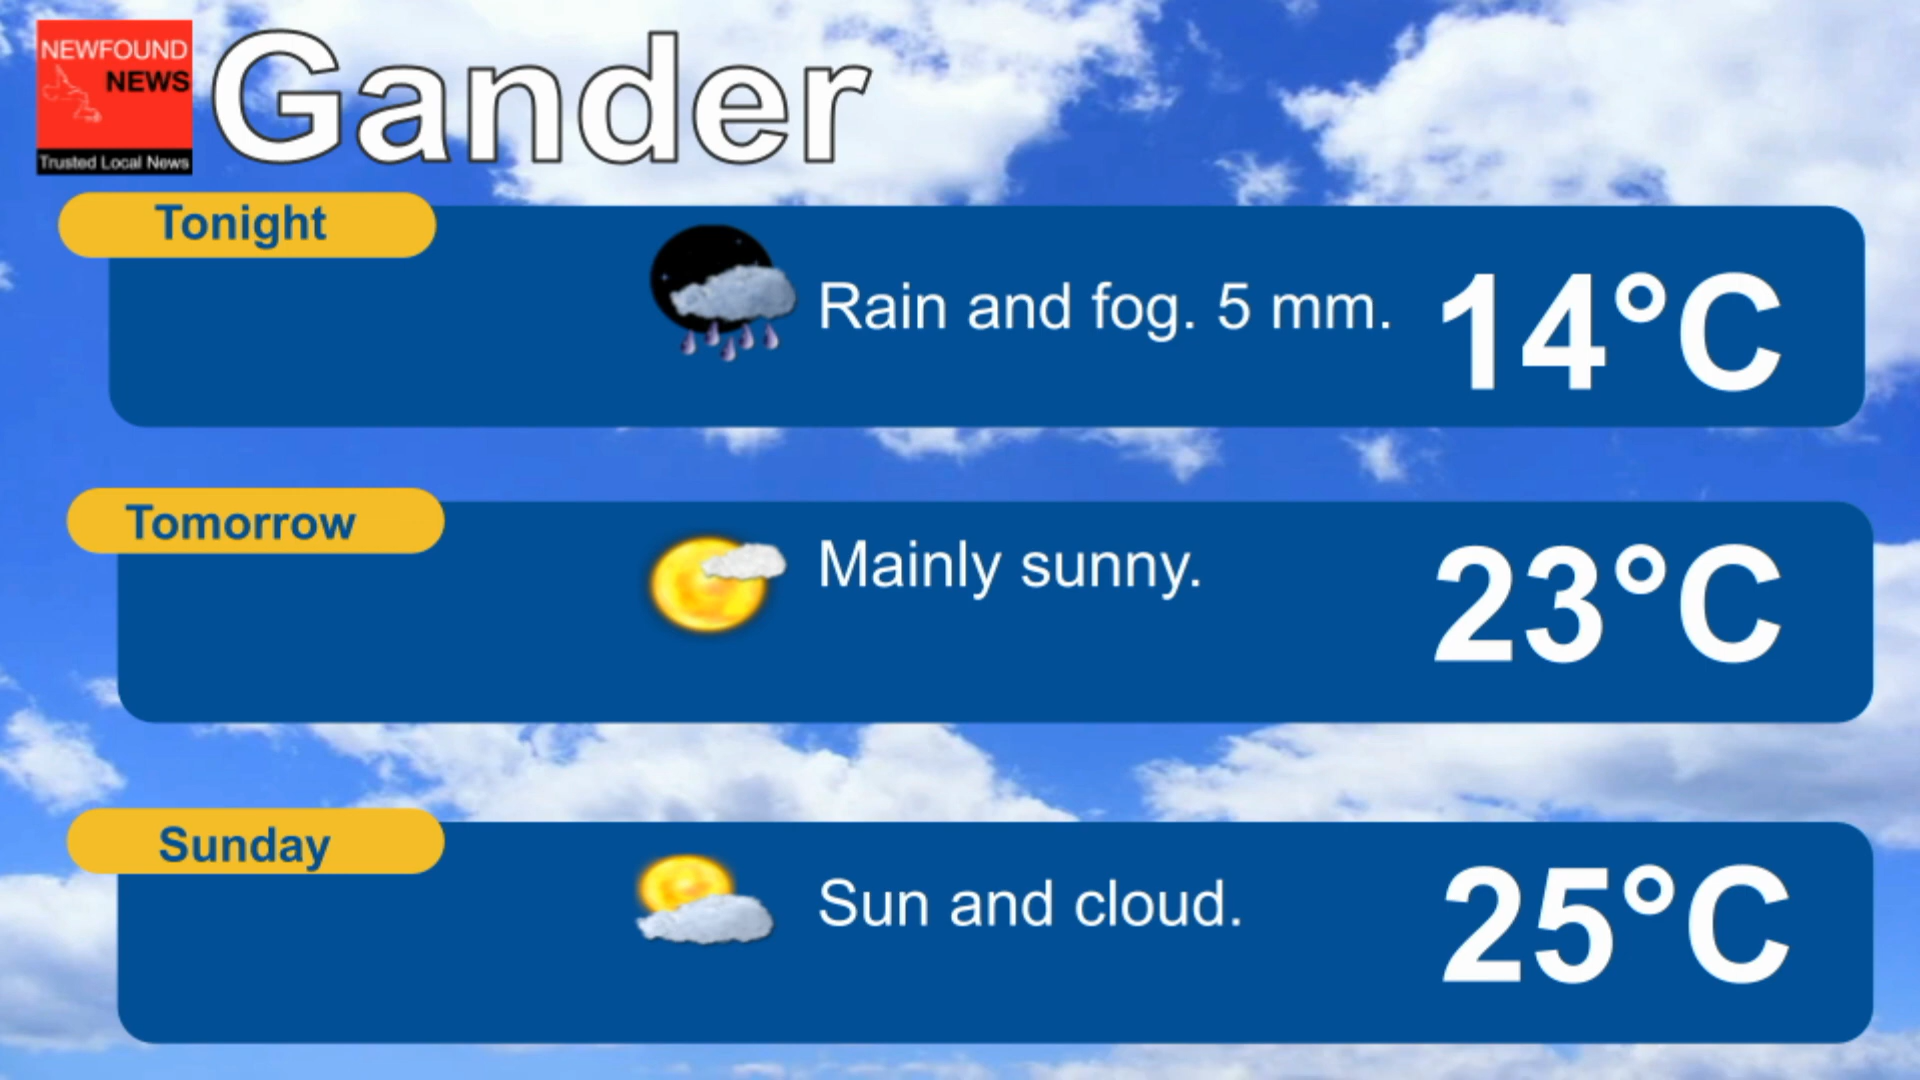 NEWFOUND
NEWS
Trusted Local News
Gander
Tonight
Rain and fog. 5 mm.
14°C
Tomorrow
Mainly sunny.
23°C
Sunday
Sun and cloud.
25°C